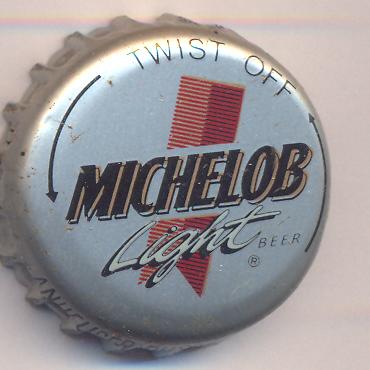 TWIST OFF
MICHELOB
Light BEER
®